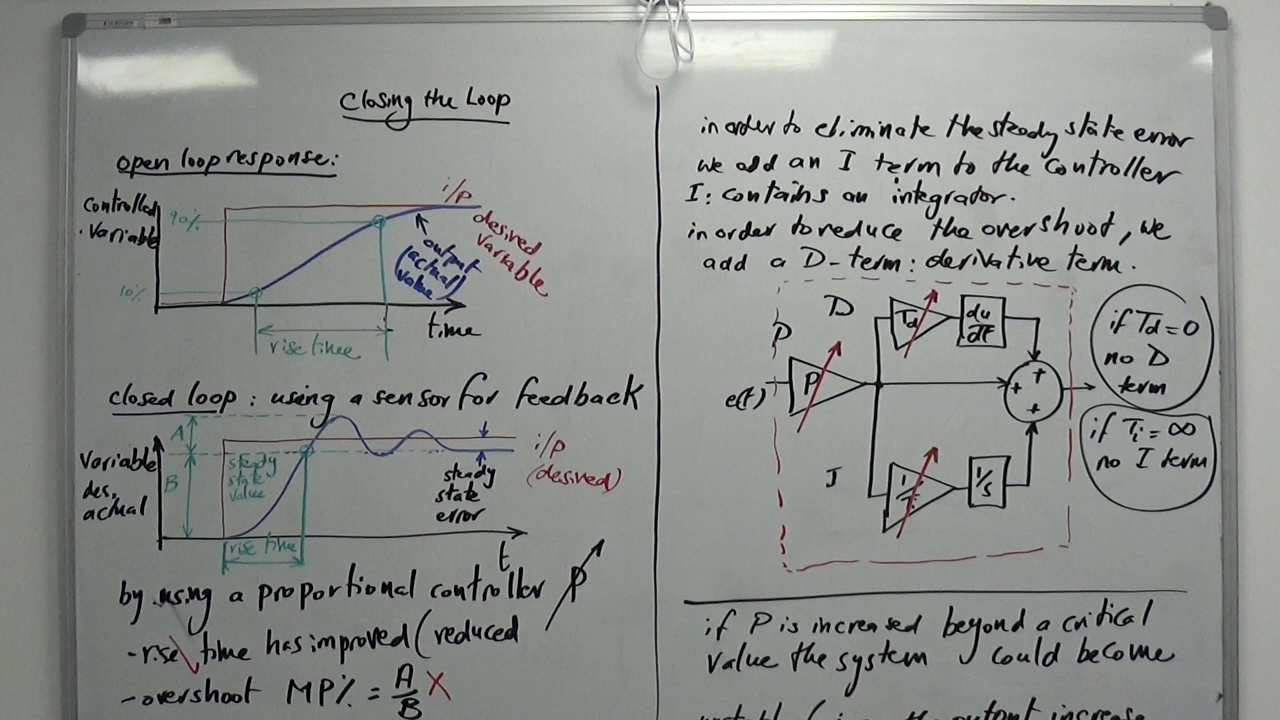 Closing the Loop
open loop response:
Controlled
Variable
90%
10%
i/p
desired
variable
output
(actual)
value
time
rise time
closed loop: using a sensor for feedback
Variable
des,
actual
A
B
steady
state
value
i/p
(desired)
steady
state
error
rise time
t
by using a proportional controller P
-rise time has improved (reduced
-overshoot MP% = A/B X
in order to eliminate the steady state error
we add an I term to the controller
I: contains an integrator.
in order to reduce the overshoot, we
add a D-term: derivative term.
P
D
Td
du/dt
e(t)
P
+
+
+
I
1/Ti
1/s
if Td=0
no D
term
if Ti=∞
no I term
if P is increased beyond a critical
value the system could become
the output increase